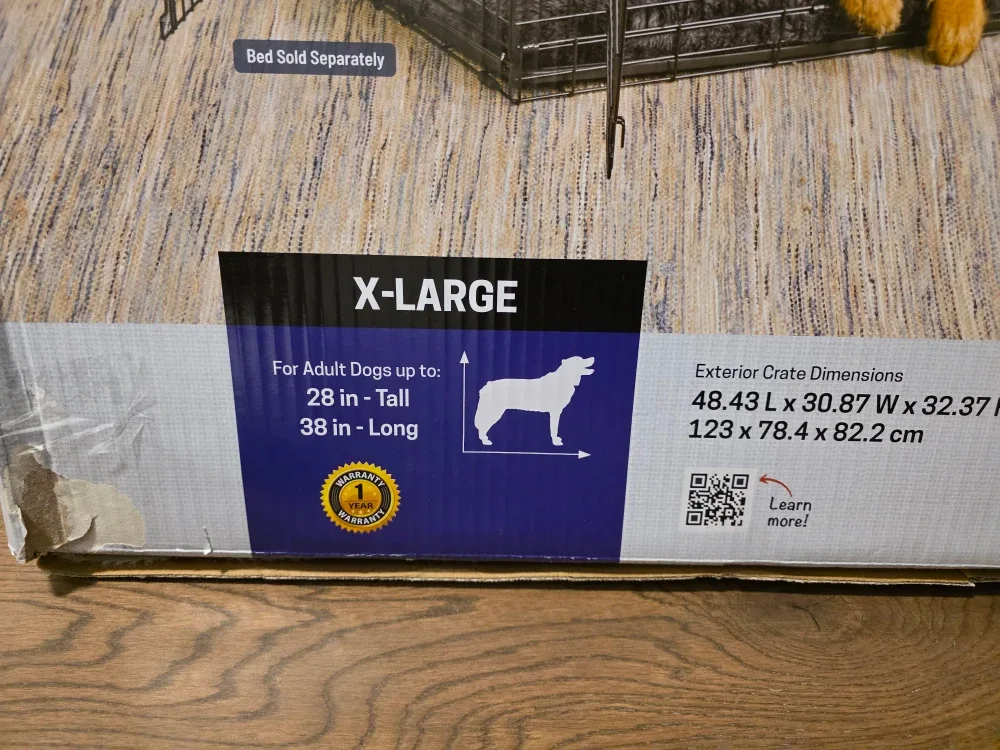 Bed Sold Separately
X-LARGE
For Adult Dogs up to:
28 in - Tall
38 in - Long
WARRANTY
1
YEAR
WARRANTY
Exterior Crate Dimensions
48.43 L x 30.87 W x 32.37
123 x 78.4 x 82.2 cm
Learn
more!